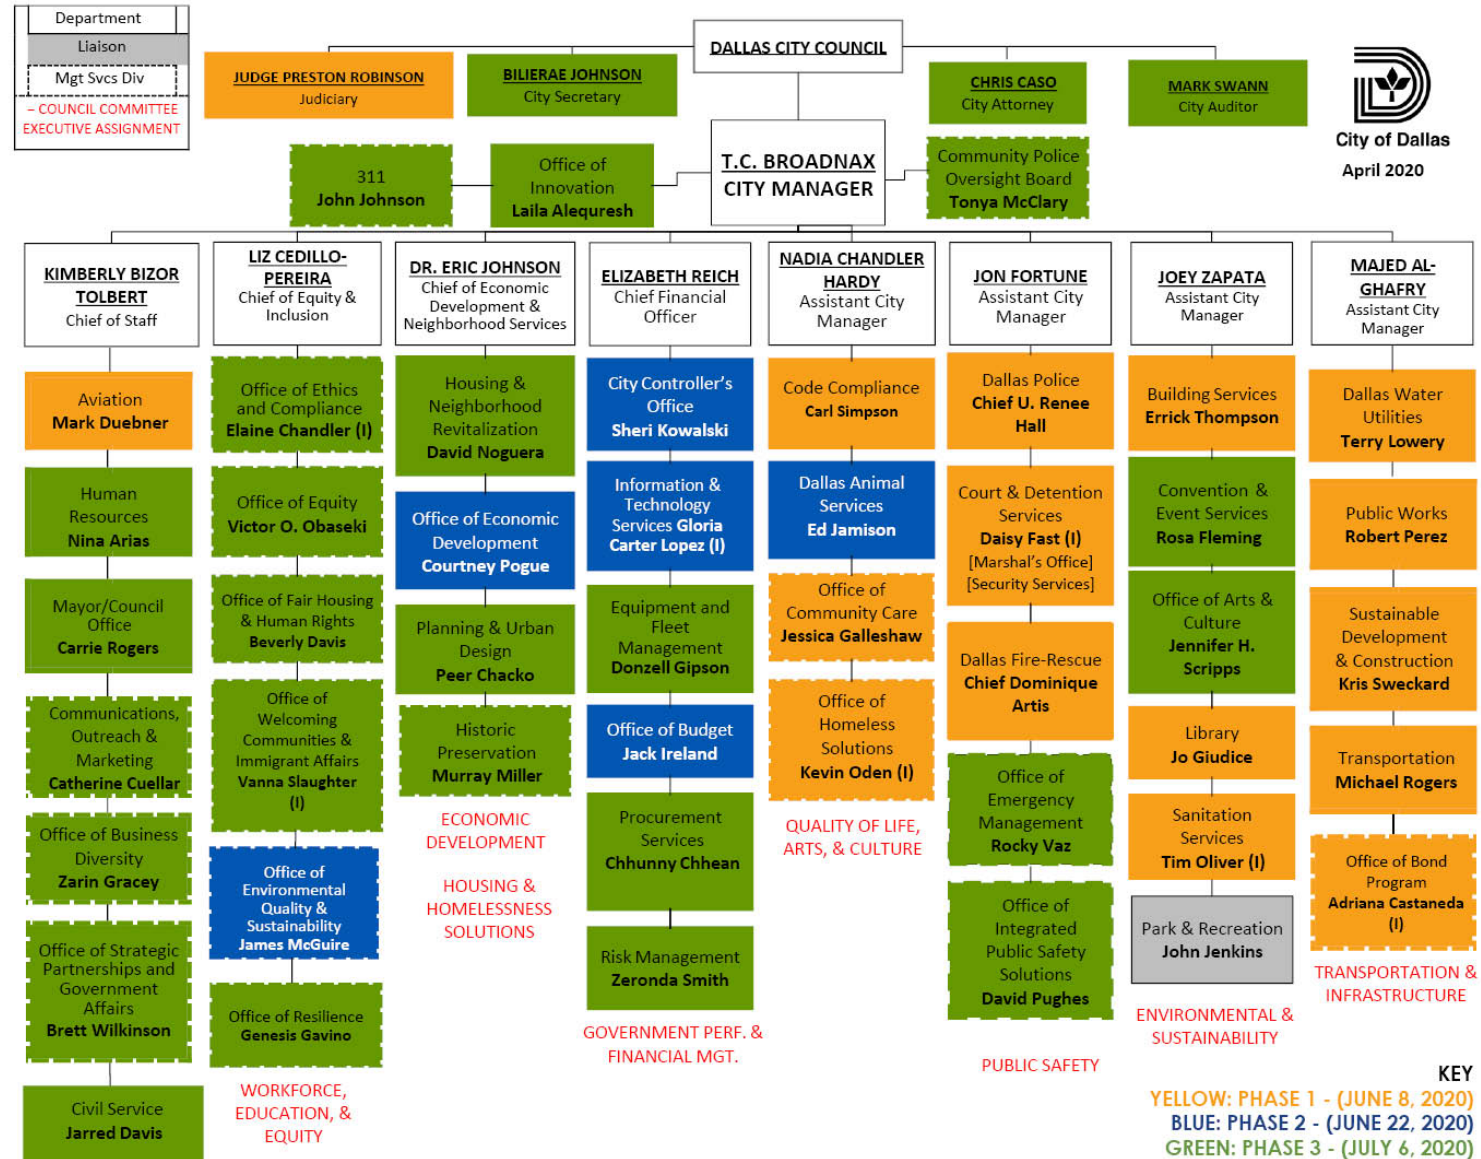 Department
Liaison
Mgt Svcs Div
– COUNCIL COMMITTEE
EXECUTIVE ASSIGNMENT
DALLAS CITY COUNCIL
JUDGE PRESTON ROBINSON
Judiciary
BILIERAE JOHNSON
City Secretary
CHRIS CASO
City Attorney
MARK SWANN
City Auditor
City of Dallas
April 2020
311
John Johnson
Office of
Innovation
Laila Alequresh
T.C. BROADNAX
CITY MANAGER
Community Police
Oversight Board
Tonya McClary
KIMBERLY BIZOR
TOLBERT
Chief of Staff
Aviation
Mark Duebner
Human
Resources
Nina Arias
Mayor/Council
Office
Carrie Rogers
Communications,
Outreach &
Marketing
Catherine Cuellar
Office of Business
Diversity
Zarin Gracey
Office of Strategic
Partnerships and
Government
Affairs
Brett Wilkinson
Civil Service
Jarred Davis
LIZ CEDILLO-
PEREIRA
Chief of Equity &
Inclusion
Office of Ethics
and Compliance
Elaine Chandler (I)
Office of Equity
Victor O. Obaseki
Office of Fair Housing
& Human Rights
Beverly Davis
Office of
Welcoming
Communities &
Immigrant Affairs
Vanna Slaughter
(I)
Office of
Environmental
Quality &
Sustainability
James McGuire
Office of Resilience
Genesis Gavino
WORKFORCE,
EDUCATION, &
EQUITY
DR. ERIC JOHNSON
Chief of Economic
Development &
Neighborhood Services
Housing &
Neighborhood
Revitalization
David Noguera
Office of Economic
Development
Courtney Pogue
Planning & Urban
Design
Peer Chacko
Historic
Preservation
Murray Miller
ECONOMIC
DEVELOPMENT
HOUSING &
HOMELESSNESS
SOLUTIONS
ELIZABETH REICH
Chief Financial
Officer
City Controller's
Office
Sheri Kowalski
Information &
Technology
Services Gloria
Carter Lopez (I)
Equipment and
Fleet
Management
Donzell Gipson
Office of Budget
Jack Ireland
Procurement
Services
Chhunny Chhean
Risk Management
Zeronda Smith
GOVERNMENT PERF. &
FINANCIAL MGT.
NADIA CHANDLER
HARDY
Assistant City
Manager
Code Compliance
Carl Simpson
Dallas Animal
Services
Ed Jamison
Office of
Community Care
Jessica Galleshaw
Office of
Homeless
Solutions
Kevin Oden (I)
QUALITY OF LIFE,
ARTS, & CULTURE
JON FORTUNE
Assistant City
Manager
Dallas Police
Chief U. Renee
Hall
Court & Detention
Services
Daisy Fast (I)
[Marshal's Office]
[Security Services]
Dallas Fire-Rescue
Chief Dominique
Artis
Office of
Emergency
Management
Rocky Vaz
Office of
Integrated
Public Safety
Solutions
David Pughes
PUBLIC SAFETY
JOEY ZAPATA
Assistant City
Manager
Building Services
Errick Thompson
Convention &
Event Services
Rosa Fleming
Office of Arts &
Culture
Jennifer H.
Scripps
Library
Jo Giudice
Sanitation
Services
Tim Oliver (I)
Park & Recreation
John Jenkins
ENVIRONMENTAL &
SUSTAINABILITY
MAJED AL-
GHAFRY
Assistant City
Manager
Dallas Water
Utilities
Terry Lowery
Public Works
Robert Perez
Sustainable
Development
& Construction
Kris Sweckard
Transportation
Michael Rogers
Office of Bond
Program
Adriana Castaneda
(I)
TRANSPORTATION &
INFRASTRUCTURE
KEY
YELLOW: PHASE 1 - (JUNE 8, 2020)
BLUE: PHASE 2 - (JUNE 22, 2020)
GREEN: PHASE 3 - (JULY 6, 2020)